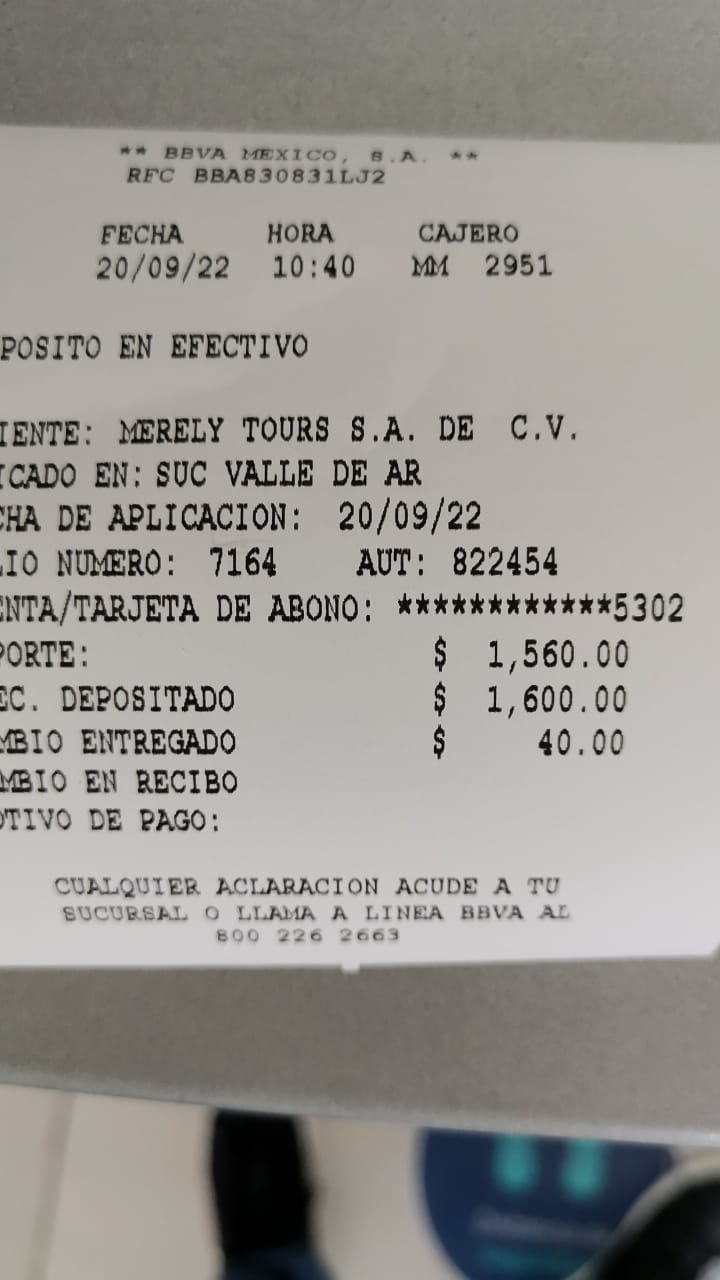 ** BBVA MEXICO, S.A. **
RFC BBA830831LJ2
FECHA HORA CAJERO
20/09/22 10:40 MM 2951
POSITO EN EFECTIVO
IENTE: MERELY TOURS S.A. DE C.V.
ICADO EN: SUC VALLE DE AR
CHA DE APLICACION: 20/09/22
LIO NUMERO: 7164 AUT: 822454
ENTA/TARJETA DE ABONO: ************5302
PORTE: $ 1,560.00
EC. DEPOSITADO $ 1,600.00
MBIO ENTREGADO $ 40.00
MBIO EN RECIBO
OTIVO DE PAGO:
CUALQUIER ACLARACION ACUDE A TU
SUCURSAL O LLAMA A LINEA BBVA AL
800 226 2663